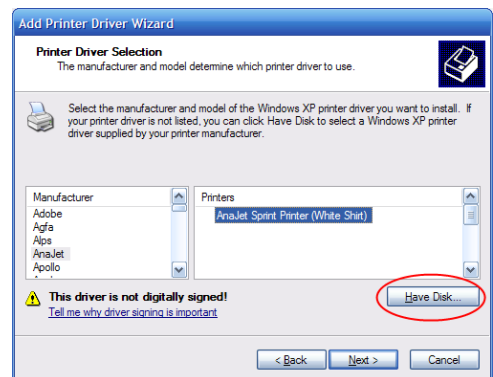 Add Printer Driver Wizard
Printer Driver Selection
The manufacturer and model determine which printer driver to use.
Select the manufacturer and model of the Windows XP printer driver you want to install. If
your printer driver is not listed, you can click Have Disk to select a Windows XP printer
driver supplied by your printer manufacturer.
Manufacturer
Adobe
Agfa
Alps
AnaJet
Apollo
Printers
AnaJet Sprint Printer (White Shirt)
This driver is not digitally signed!
Tell me why driver signing is important
Have Disk...
< Back
Next >
Cancel